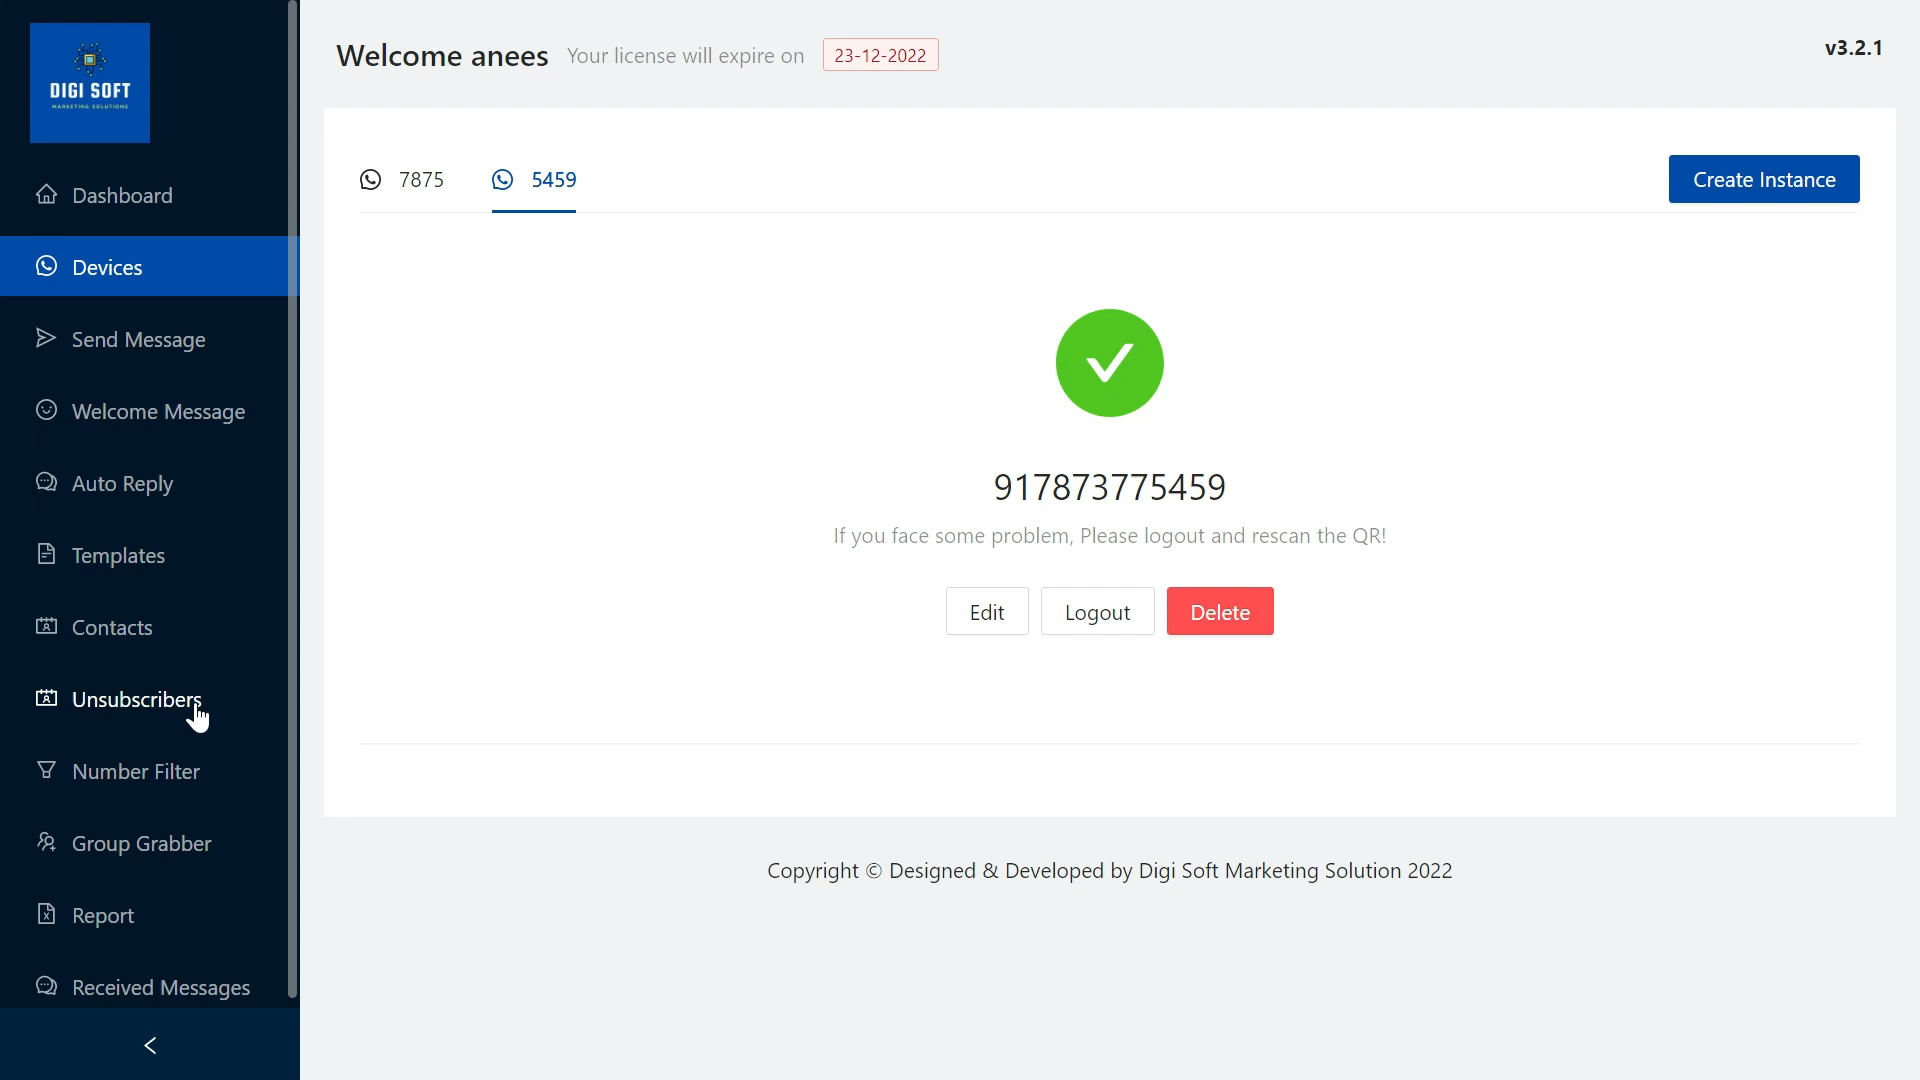 DIGI SOFT
MARKETING SOLUTIONS
Dashboard
Devices
Send Message
Welcome Message
Auto Reply
Templates
Contacts
Unsubscribers
Number Filter
Group Grabber
Report
Received Messages
Welcome anees Your license will expire on 23-12-2022
v3.2.1
7875 5459
Create Instance
917873775459
If you face some problem, Please logout and rescan the QR!
Edit Logout Delete
Copyright © Designed & Developed by Digi Soft Marketing Solution 2022